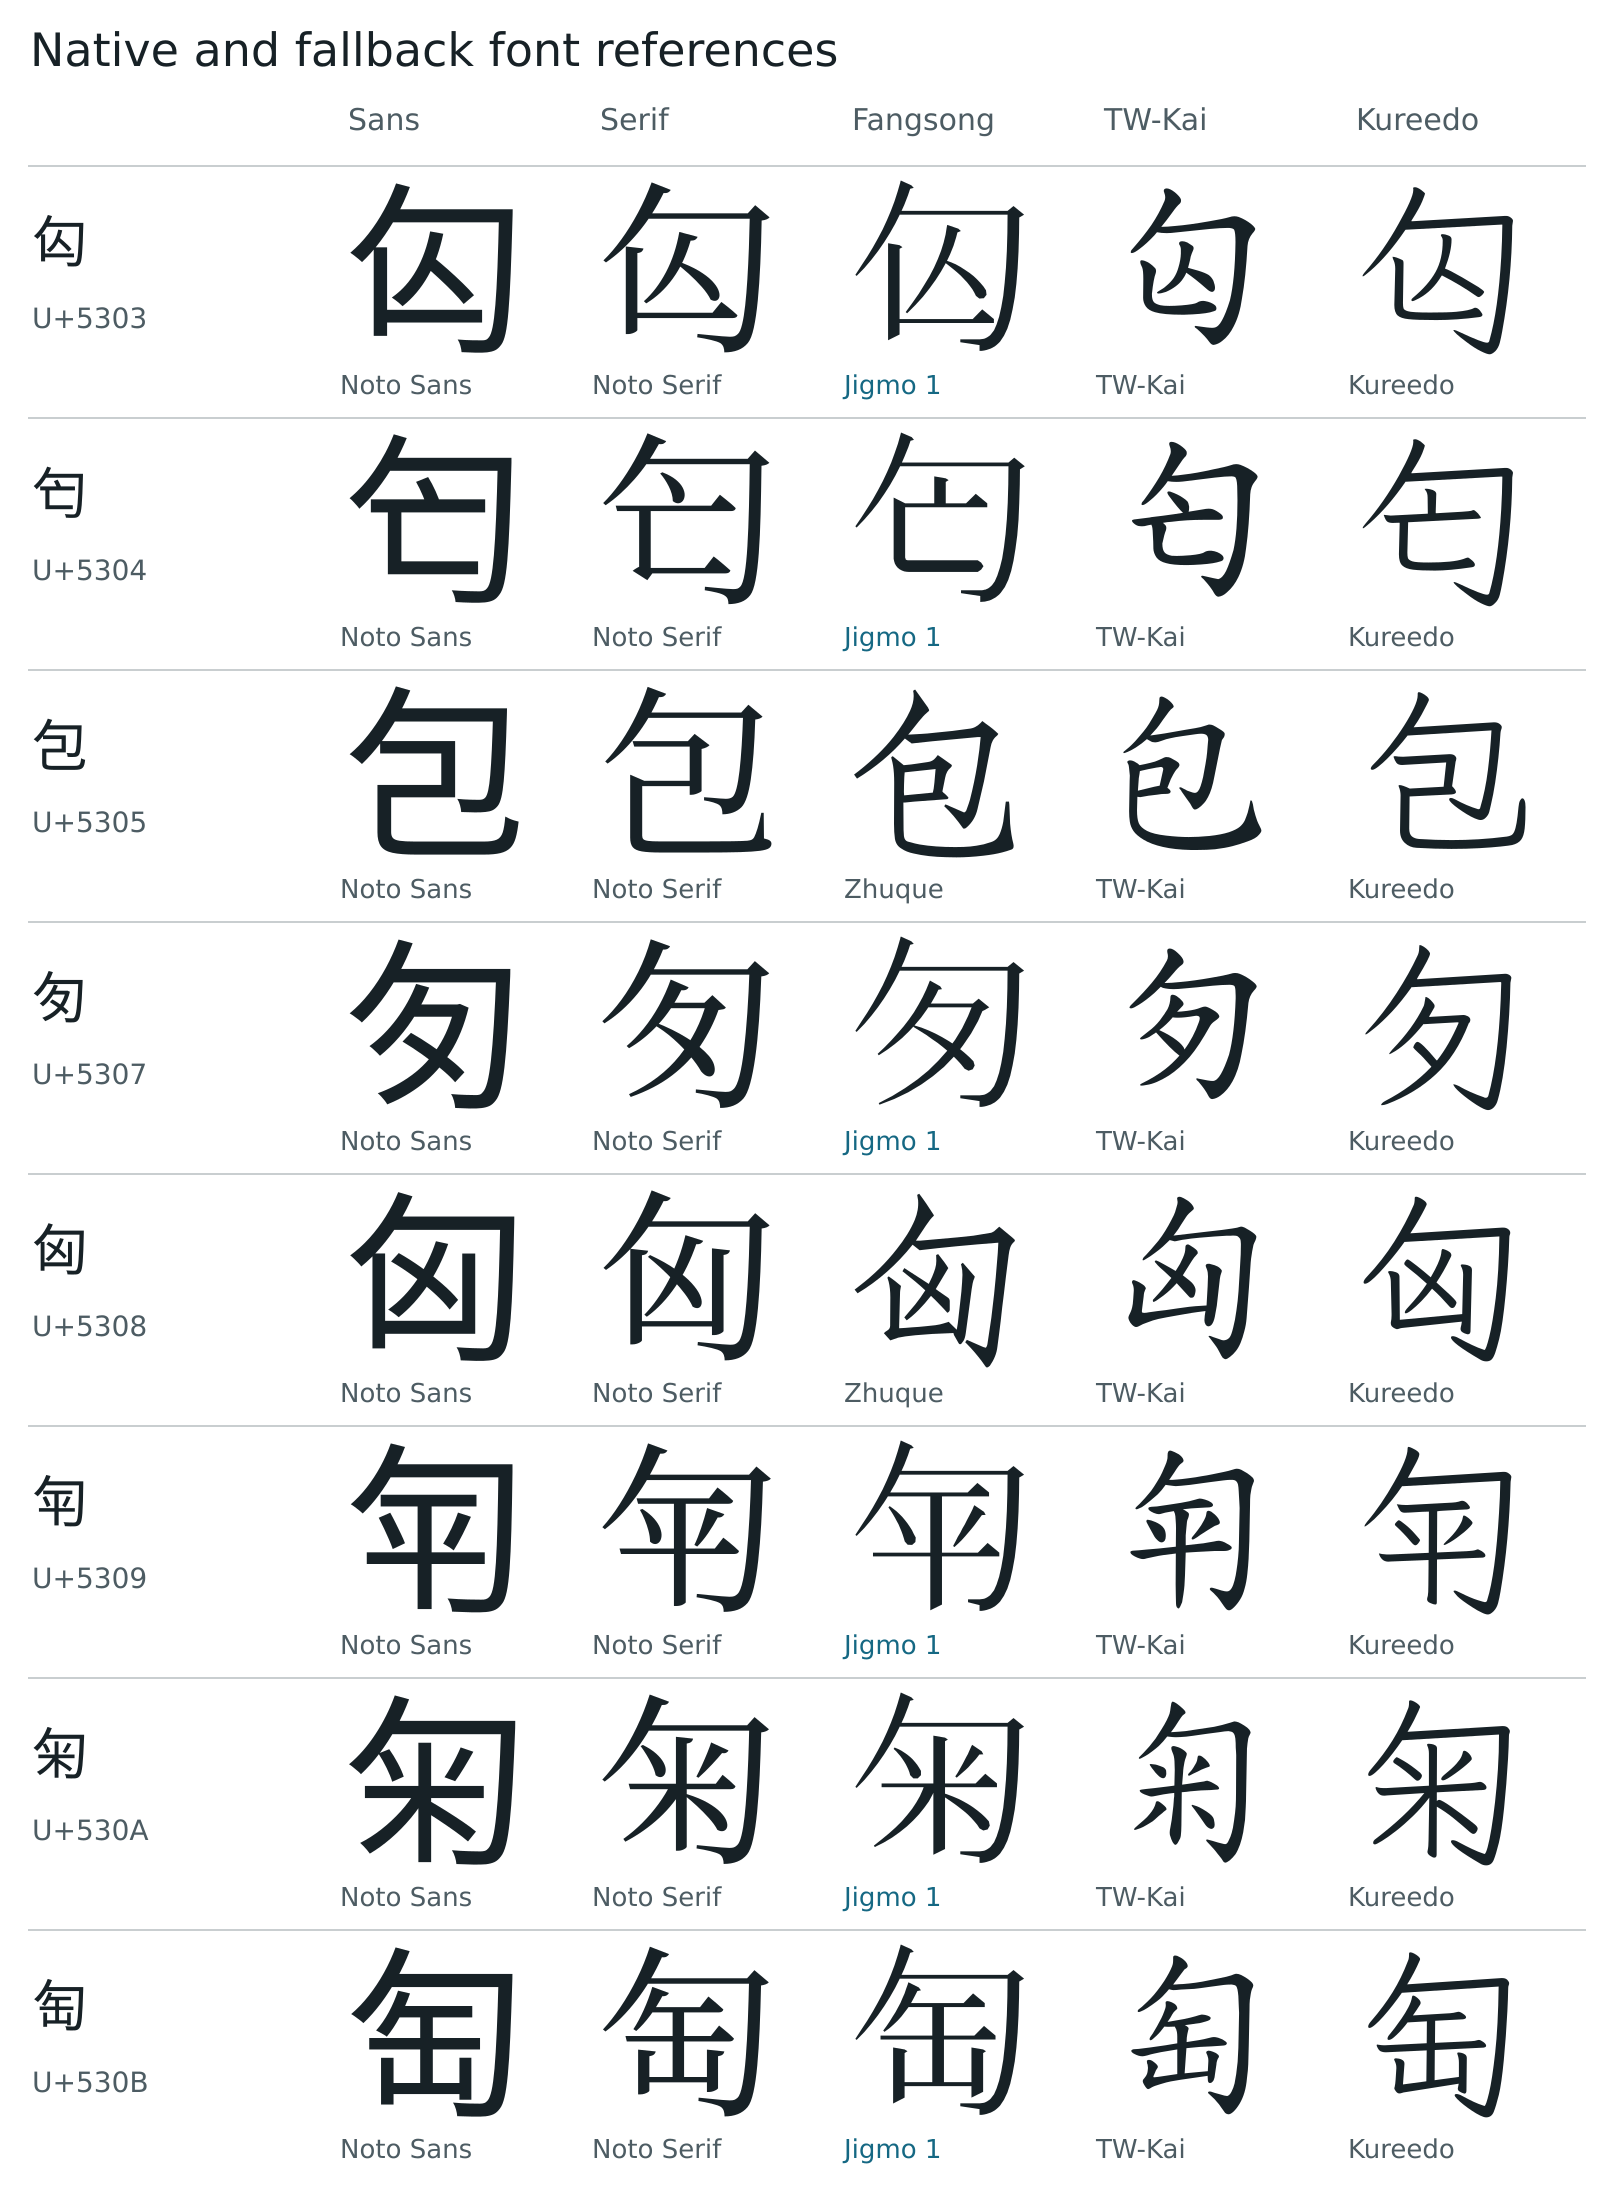 Native and fallback font references
Sans Serif Fangsong TW-Kai Kureedo
匃 匃 匃 匃 匃 匃
U+5303
Noto Sans Noto Serif Jigmo 1 TW-Kai Kureedo
匄 匄 匄 匄 匄 匄
U+5304
Noto Sans Noto Serif Jigmo 1 TW-Kai Kureedo
包 包 包 包 包 包
U+5305
Noto Sans Noto Serif Zhuque TW-Kai Kureedo
匇 匇 匇 匇 匇 匇
U+5307
Noto Sans Noto Serif Jigmo 1 TW-Kai Kureedo
匈 匈 匈 匈 匈 匈
U+5308
Noto Sans Noto Serif Zhuque TW-Kai Kureedo
匉 匉 匉 匉 匉 匉
U+5309
Noto Sans Noto Serif Jigmo 1 TW-Kai Kureedo
匊 匊 匊 匊 匊 匊
U+530A
Noto Sans Noto Serif Jigmo 1 TW-Kai Kureedo
匋 匋 匋 匋 匋 匋
U+530B
Noto Sans Noto Serif Jigmo 1 TW-Kai Kureedo